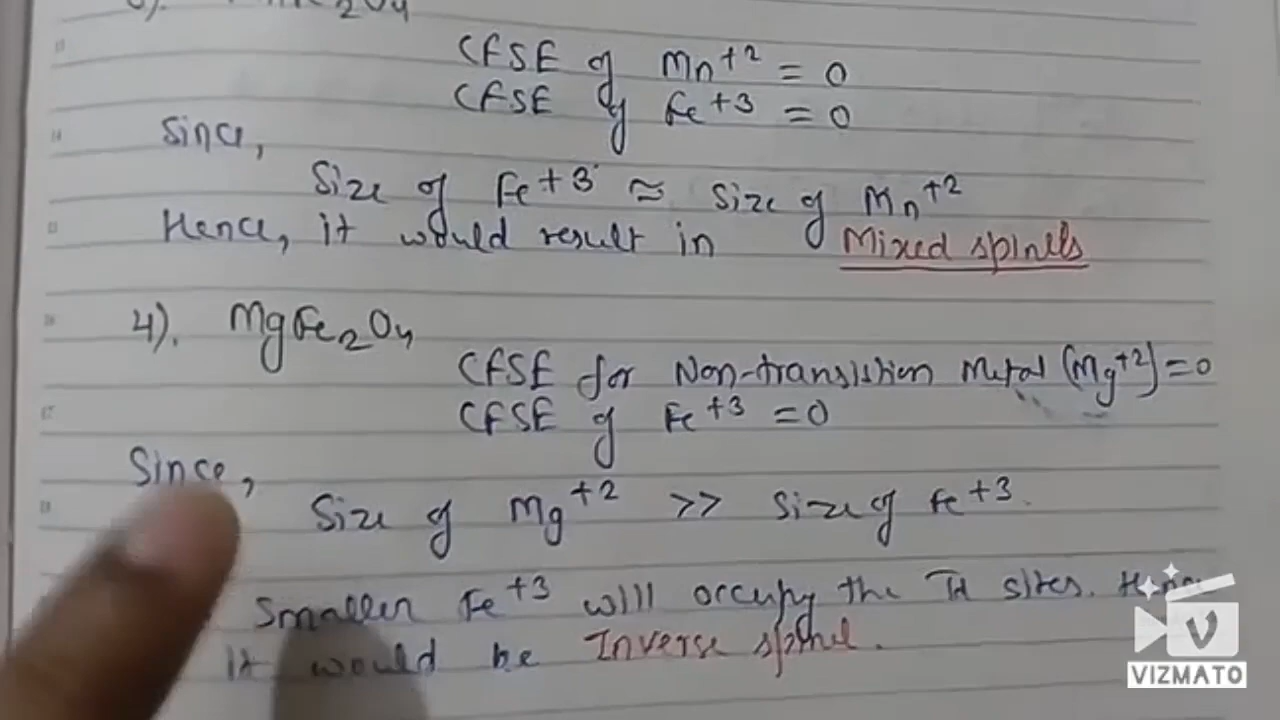 2O4
CFSE of Mn+2 = 0
CFSE of Fe+3 = 0
Since,
Size of Fe+3 ≅ Size of Mn+2
Hence, it would result in Mixed spinels
4). MgFe2O4
CFSE for Non-transistion Metal (Mg+2) = 0
CFSE of Fe+3 = 0
Since,
Size of Mg+2 >> Size of Fe+3.
Smaller Fe+3 will occupy the Td sites.
it would be Inverse spinel.
V
VIZMATO